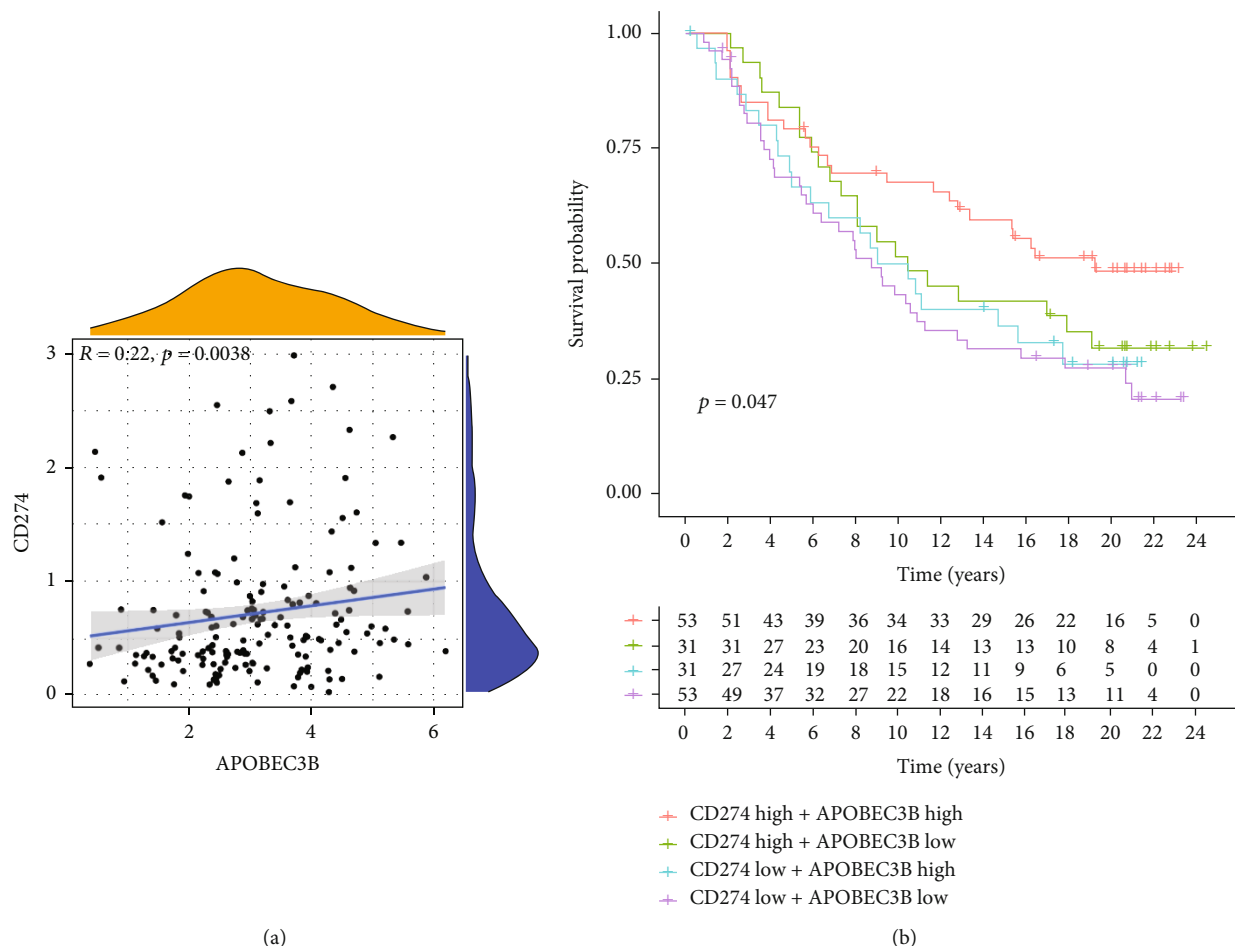 R = 0.22, p = 0.0038
3
2
1
0
CD274
2 4 6
APOBEC3B
(a)
1.00
0.75
0.50
0.25
0.00
Survival probability
p = 0.047
0 2 4 6 8 10 12 14 16 18 20 22 24
Time (years)
53 51 43 39 36 34 33 29 26 22 16 5 0
31 31 27 23 20 16 14 13 13 10 8 4 1
31 27 24 19 18 15 12 11 9 6 5 0 0
53 49 37 32 27 22 18 16 15 13 11 4 0
0 2 4 6 8 10 12 14 16 18 20 22 24
Time (years)
CD274 high + APOBEC3B high
CD274 high + APOBEC3B low
CD274 low + APOBEC3B high
CD274 low + APOBEC3B low
(b)